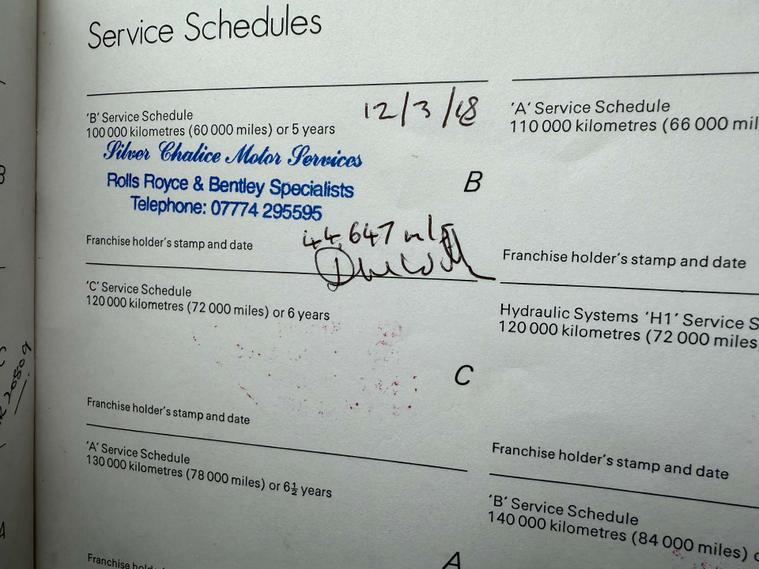 Service Schedules
'B' Service Schedule
100 000 kilometres (60 000 miles) or 5 years
12/3/18
Silver Chalice Motor Services
Rolls Royce & Bentley Specialists
Telephone: 07774 295595
B
Franchise holder's stamp and date
44,647 mls
'C' Service Schedule
120 000 kilometres (72 000 miles) or 6 years
C
Franchise holder's stamp and date
'A' Service Schedule
130 000 kilometres (78 000 miles) or 6½ years
A
Franchise
'A' Service Schedule
110 000 kilometres (66 000 mil
Franchise holder's stamp and date
Hydraulic Systems 'H1' Service S
120 000 kilometres (72 000 miles
Franchise holder's stamp and date
'B' Service Schedule
140 000 kilometres (84 000 miles)